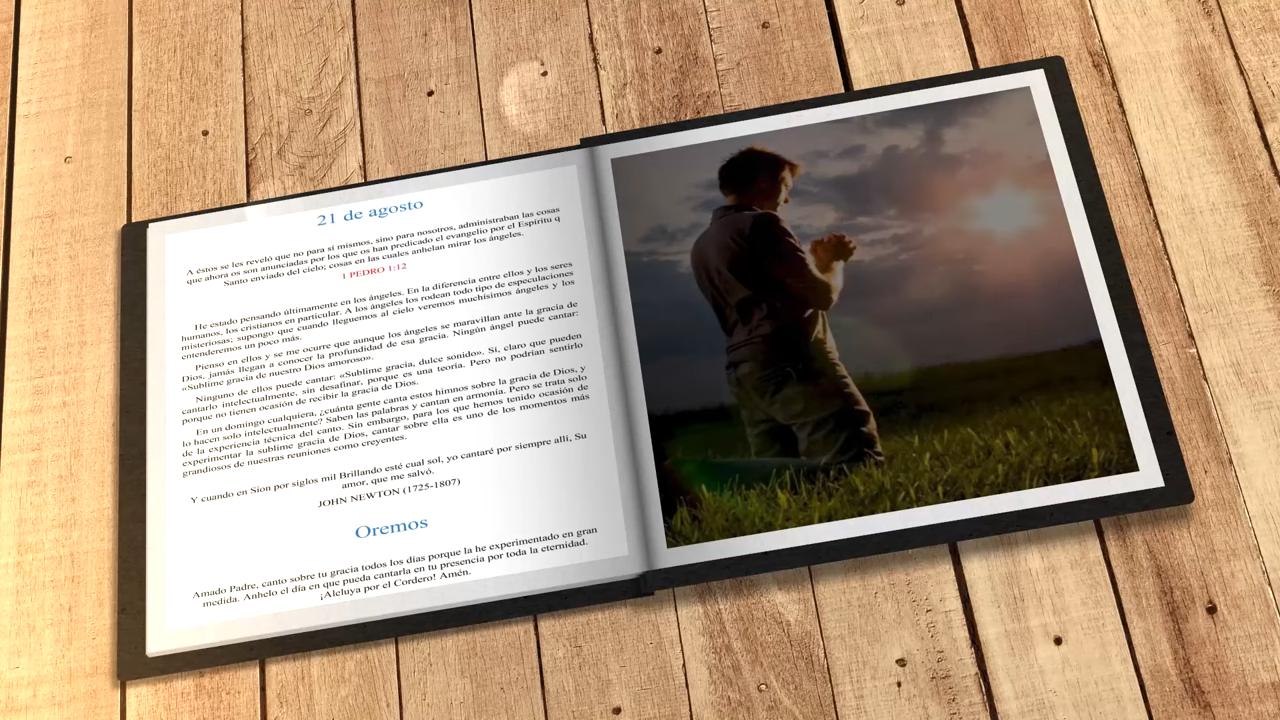 21 de agosto
A éstos se les reveló que no para sí mismos, sino para nosotros, administraban las cosas
que ahora os son anunciadas por los que os han predicado el evangelio por el Espíritu q
Santo enviado del cielo; cosas en las cuales anhelan mirar los ángeles.
1 PEDRO 1:12
He estado pensando últimamente en los ángeles. En la diferencia entre ellos y los seres
humanos, los cristianos en particular. A los ángeles los rodean todo tipo de especulaciones
misteriosas; supongo que cuando lleguemos al cielo veremos muchísimos ángeles y los
entenderemos un poco más.
Pienso en ellos y se me ocurre que aunque los ángeles se maravillan ante la gracia de
Dios, jamás llegan a conocer la profundidad de esa gracia. Ningún ángel puede cantar:
«Sublime gracia de nuestro Dios amoroso».
Ninguno de ellos puede cantar: «Sublime gracia, dulce sonido». Sí, claro que pueden
cantarlo intelectualmente, sin desafinar, porque es una teoría. Pero no podrían sentirlo
porque no tienen ocasión de recibir la gracia de Dios.
En un domingo cualquiera, ¿cuánta gente canta estos himnos sobre la gracia de Dios, y
lo hacen solo intelectualmente? Saben las palabras y cantan en armonía. Pero se trata solo
de la experiencia técnica del canto. Sin embargo, para los que hemos tenido ocasión de
experimentar la sublime gracia de Dios, cantar sobre ella es uno de los momentos más
grandiosos de nuestras reuniones como creyentes.
Y cuando en Sion por siglos mil Brillando esté cual sol, yo cantaré por siempre allí, Su
amor, que me salvó.
JOHN NEWTON (1725-1807)
Oremos
Amado Padre, canto sobre tu gracia todos los días porque la he experimentado en gran
medida. Anhelo el día en que pueda cantarla en tu presencia por toda la eternidad.
¡Aleluya por el Cordero! Amén.